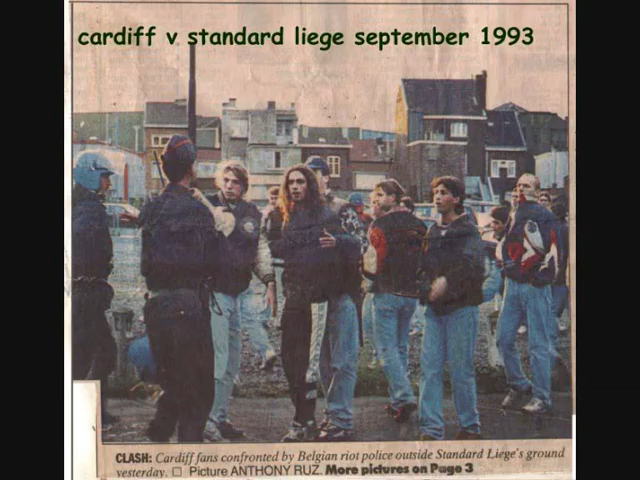 cardiff v standard liege september 1993
CLASH: Cardiff fans confronted by Belgian riot police outside Standard Liege's ground
yesterday. □ Picture ANTHONY RUZ. More pictures on Page 3